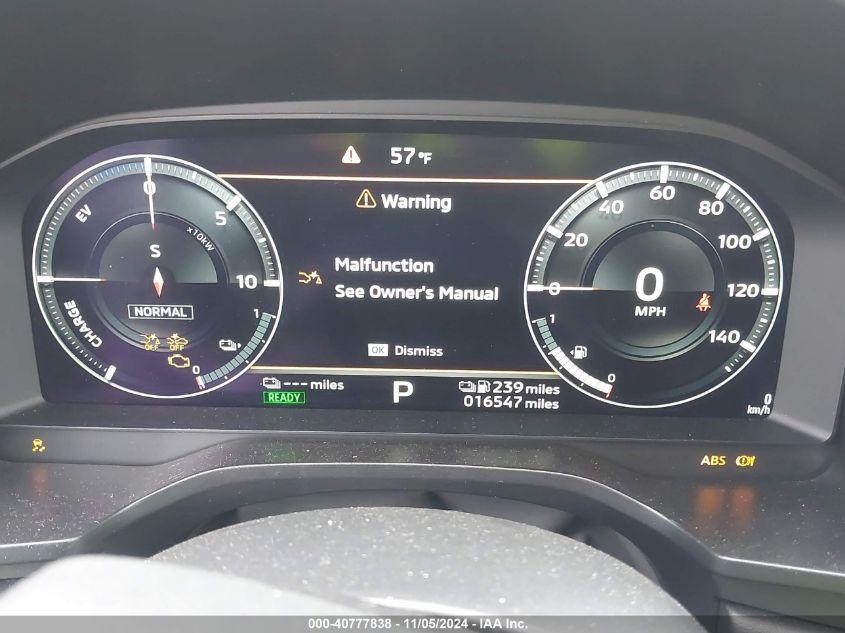 57°F
Warning
Malfunction
See Owner's Manual
OK Dismiss
EV
0
5
x10kW
10
S
NORMAL
CHARGE
OFF OFF
1
0
--- miles
READY
P
239 miles
016547 miles
0
20
40
60
80
100
120
140
0
MPH
1
0
0
km/h
ABS
000-40777838 - 11/05/2024 - IAA Inc.